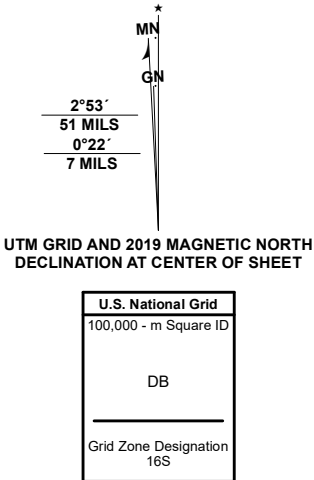 MN
GN
2°53´
51 MILS
0°22´
7 MILS
UTM GRID AND 2019 MAGNETIC NORTH
DECLINATION AT CENTER OF SHEET
U.S. National Grid
100,000 - m Square ID
DB
Grid Zone Designation
16S